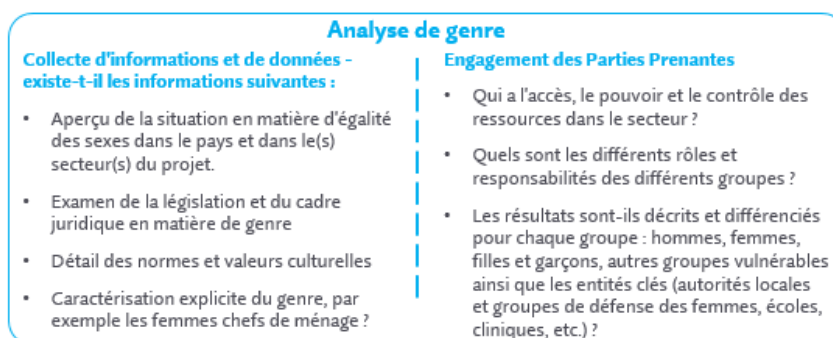 Analyse de genre
Collecte d'informations et de données -
existe-t-il les informations suivantes :
• Aperçu de la situation en matière d'égalité
des sexes dans le pays et dans le(s)
secteur(s) du projet.
• Examen de la législation et du cadre
juridique en matière de genre
• Détail des normes et valeurs culturelles
• Caractérisation explicite du genre, par
exemple les femmes chefs de ménage ?
Engagement des Parties Prenantes
• Qui a l'accès, le pouvoir et le contrôle des
ressources dans le secteur ?
• Quels sont les différents rôles et
responsabilités des différents groupes ?
• Les résultats sont-ils décrits et différenciés
pour chaque groupe : hommes, femmes,
filles et garçons, autres groupes vulnérables
ainsi que les entités clés (autorités locales
et groupes de défense des femmes, écoles,
cliniques, etc.) ?